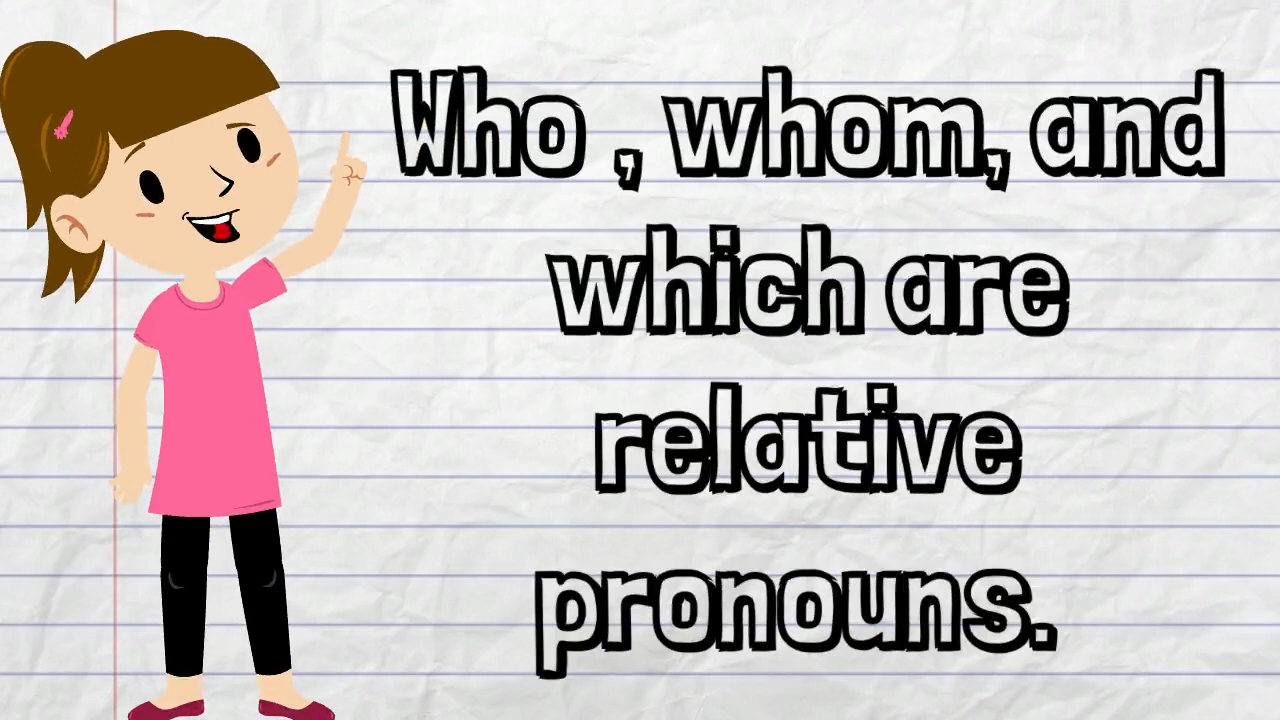 Who , whom, and
which are
relative
pronouns.